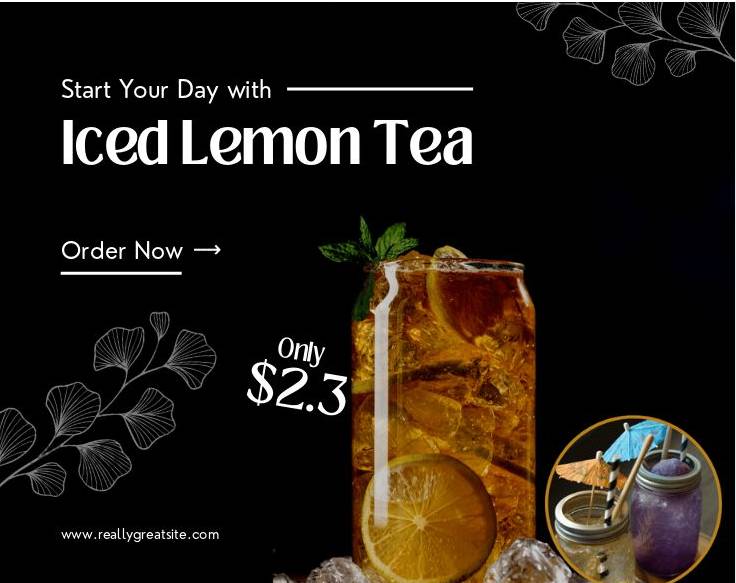 Start Your Day with
Iced Lemon Tea
Order Now →
Only
$2.3
www.reallygreatsite.com